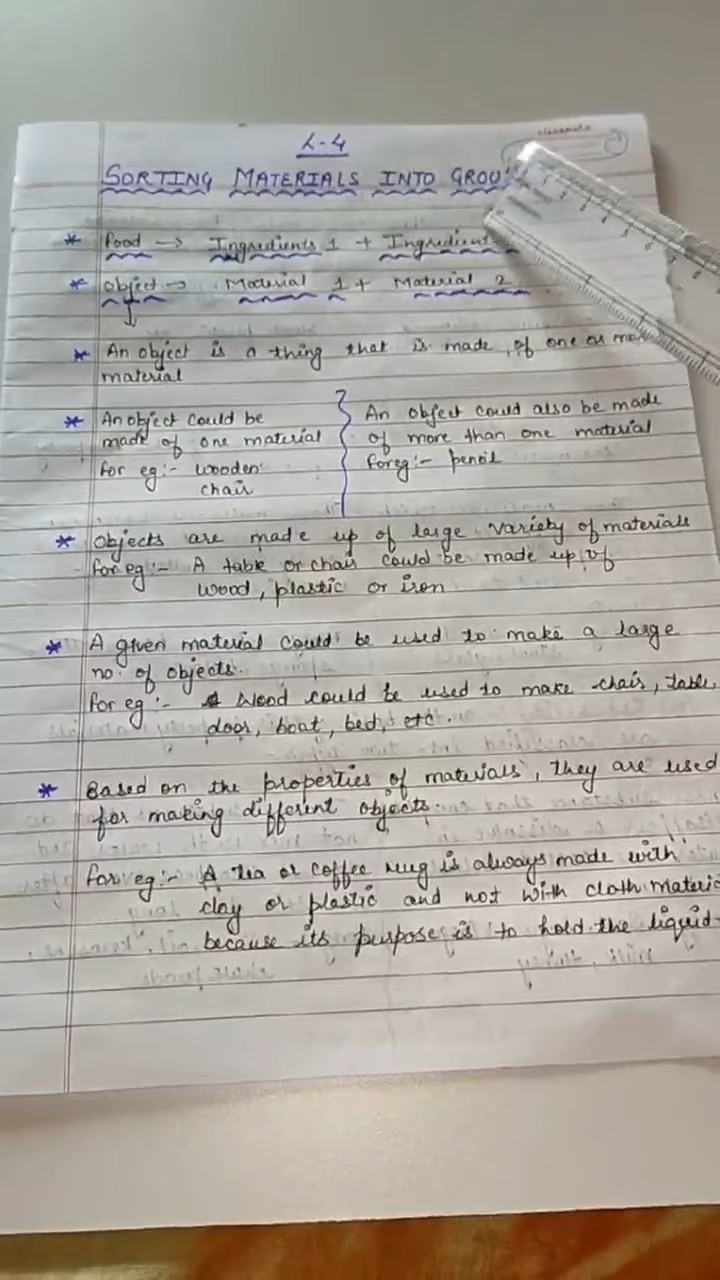 classmate
L-4
SORTING MATERIALS INTO GROU
* Food → Ingredients 1 + Ingredient
* Object → Material 1 + Material 2
* An object is a thing that is made of one or mo
material
* An object could be
made of one material
for eg:- wooden
chair
An object could also be made
of more than one material
for eg:- pencil
* Objects are made up of large variety of materials
for eg:- A table or chair could be made up of
wood, plastic or iron
* A given material could be used to make a large
no. of objects.
for eg:- Wood could be used to make chair, table,
door, boat, bed, etc.
* Based on the properties of materials, they are used
for making different objects.
for eg:- A tea or coffee mug is always made with
clay or plastic and not with cloth materia
because its purpose is to hold the liquid